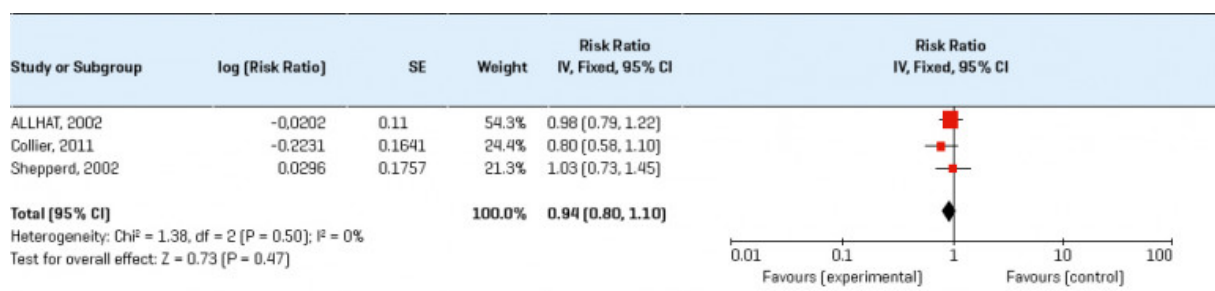 Risk Ratio Risk Ratio
Study or Subgroup log (Risk Ratio) SE Weight IV, Fixed, 95% CI IV, Fixed, 95% CI
ALLHAT, 2002 -0,0202 0.11 54.3% 0.98 (0.79, 1.22)
Collier, 2011 -0.2231 0.1641 24.4% 0.80 (0.58, 1.10)
Shepperd, 2002 0.0296 0.1757 21.3% 1.03 (0.73, 1.45)
Total (95% CI) 100.0% 0.94 (0.80, 1.10)
Heterogeneity: Chi² = 1.38, df = 2 (P = 0.50); I² = 0%
Test for overall effect: Z = 0.73 (P = 0.47)
0.01 0.1 1 10 100
Favours (experimental) Favours (control)